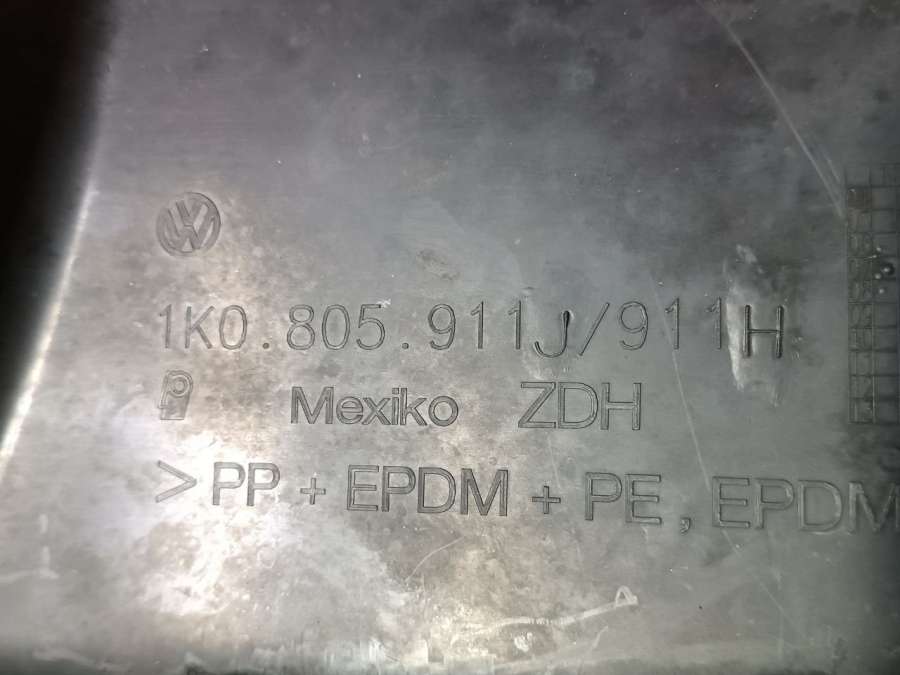 1K0.805.911J/911H
Mexiko ZDH
>PP + EPDM + PE, EPDM